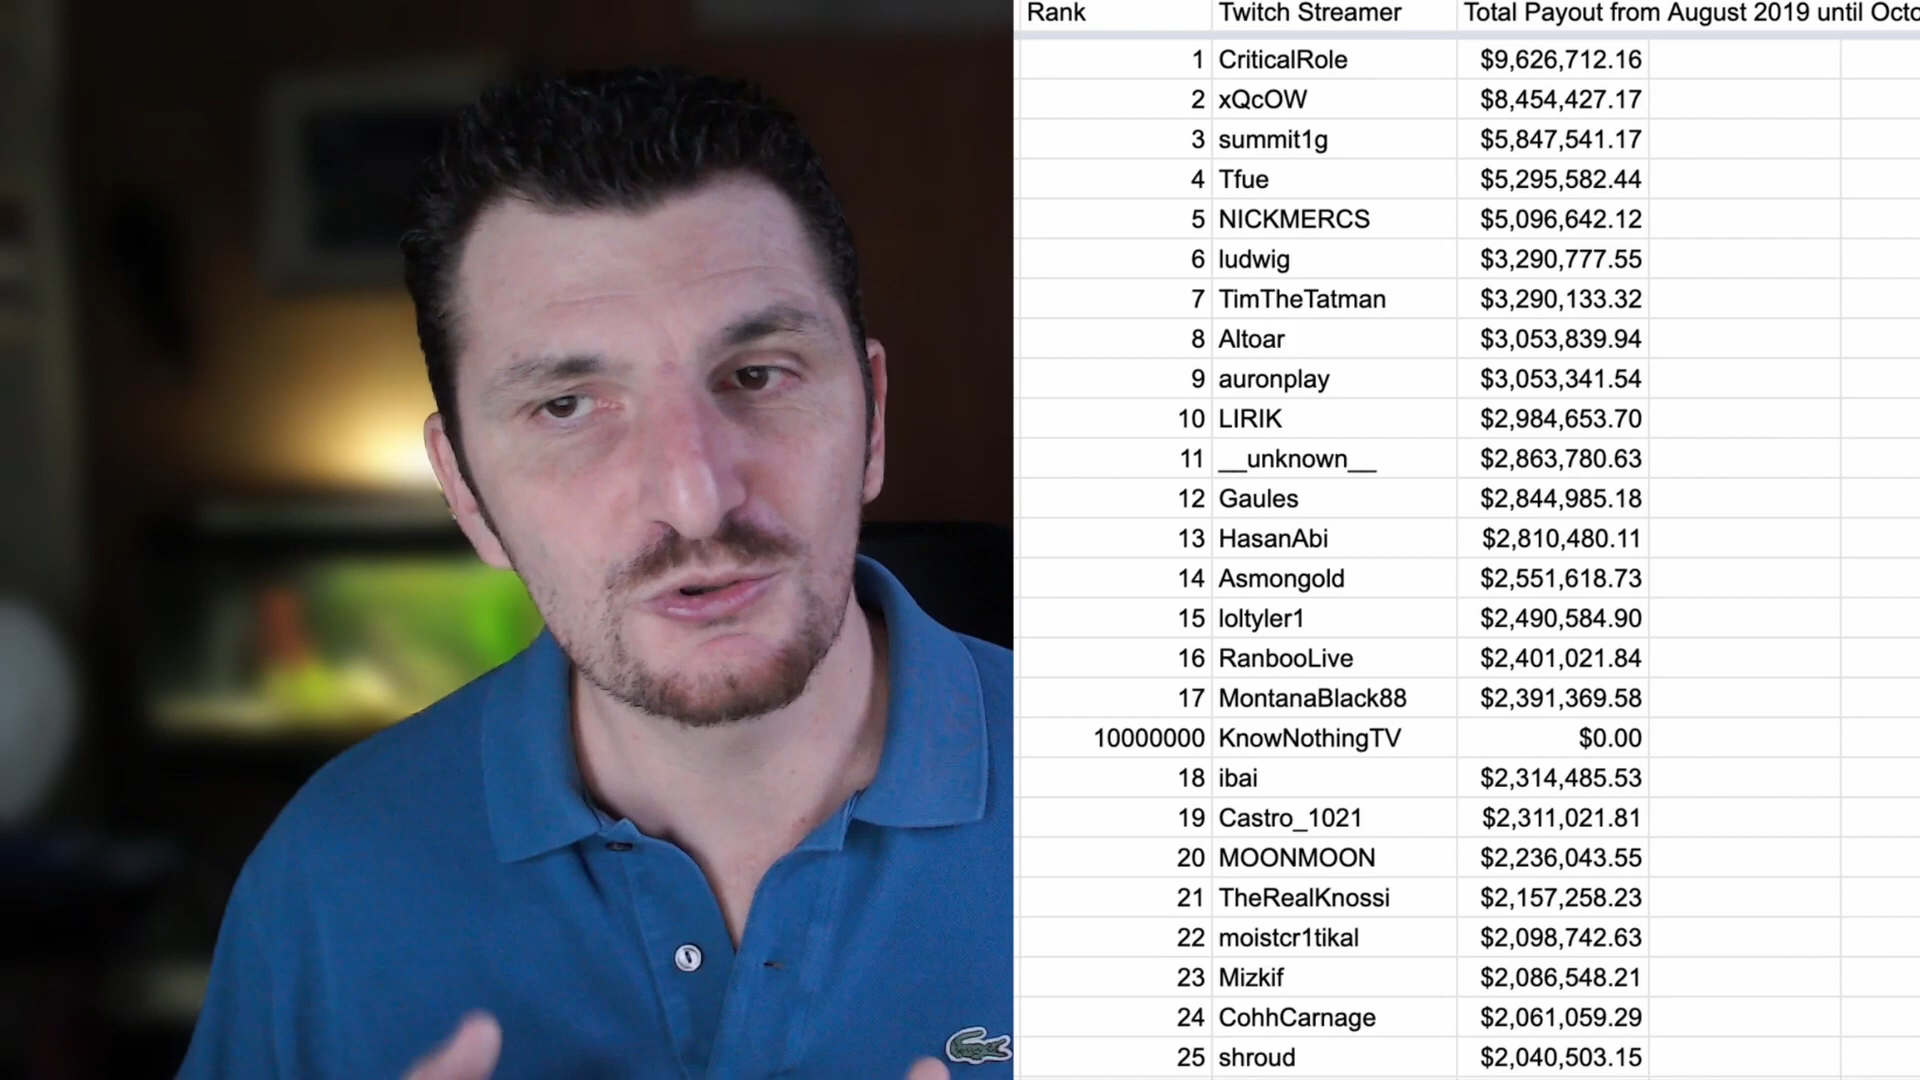 Rank Twitch Streamer Total Payout from August 2019 until Octo
1 CriticalRole $9,626,712.16
2 xQcOW $8,454,427.17
3 summit1g $5,847,541.17
4 Tfue $5,295,582.44
5 NICKMERCS $5,096,642.12
6 ludwig $3,290,777.55
7 TimTheTatman $3,290,133.32
8 Altoar $3,053,839.94
9 auronplay $3,053,341.54
10 LIRIK $2,984,653.70
11 __unknown__ $2,863,780.63
12 Gaules $2,844,985.18
13 HasanAbi $2,810,480.11
14 Asmongold $2,551,618.73
15 loltyler1 $2,490,584.90
16 RanbooLive $2,401,021.84
17 MontanaBlack88 $2,391,369.58
10000000 KnowNothingTV $0.00
18 ibai $2,314,485.53
19 Castro_1021 $2,311,021.81
20 MOONMOON $2,236,043.55
21 TheRealKnossi $2,157,258.23
22 moistcr1tikal $2,098,742.63
23 Mizkif $2,086,548.21
24 CohhCarnage $2,061,059.29
25 shroud $2,040,503.15